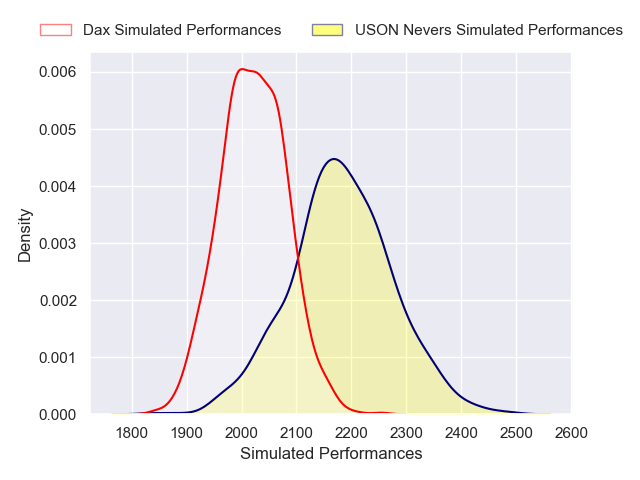 Dax Simulated Performances
USON Nevers Simulated Performances
0.006
0.005
0.004
0.003
0.002
0.001
0.000
Density
1800 1900 2000 2100 2200 2300 2400 2500 2600
Simulated Performances